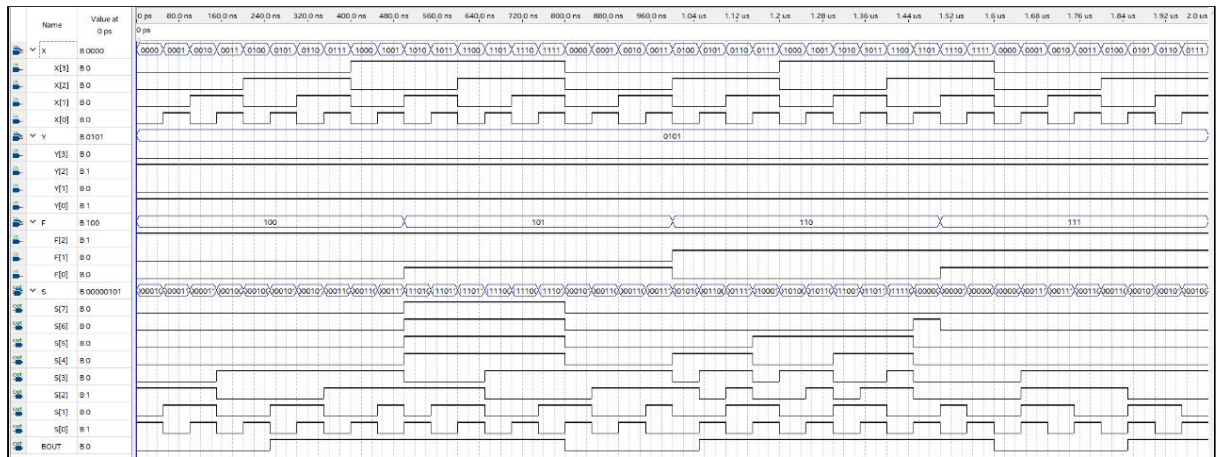 Name Value at 0 ps 0 ps 80.0 ns 160.0 ns 240.0 ns 320.0 ns 400.0 ns 480.0 ns 560.0 ns 640.0 ns 720.0 ns 800.0 ns 880.0 ns 960.0 ns 1.04 us 1.12 us 1.2 us 1.28 us 1.36 us 1.44 us 1.52 us 1.6 us 1.68 us 1.76 us 1.84 us 1.92 us 2.0 us
0 ps
X B 0000 0000 0001 0010 0011 0100 0101 0110 0111 1000 1001 1010 1011 1100 1101 1110 1111 0000 0001 0010 0011 0100 0101 0110 0111 1000 1001 1010 1011 1100 1101 1110 1111 0000 0001 0010 0011 0100 0101 0110 0111
X[3] B 0
X[2] B 0
X[1] B 0
X[0] B 0
Y B 0101 0101
Y[3] B 0
Y[2] B 1
Y[1] B 0
Y[0] B 1
F B 100 100 101 110 111
F[2] B 1
F[1] B 0
F[0] B 0
S B 00000101
S[7] B 0
S[6] B 0
S[5] B 0
S[4] B 0
S[3] B 0
S[2] B 1
S[1] B 0
S[0] B 1
BOUT B 0